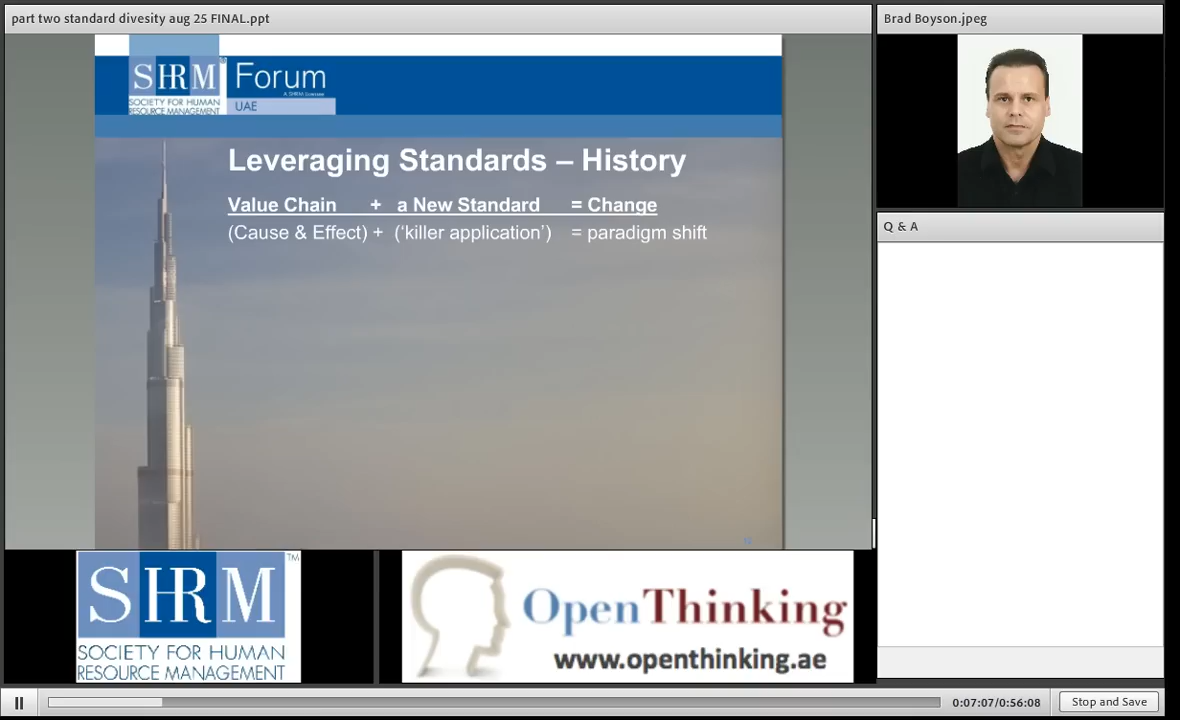 part two standard divesity aug 25 FINAL.ppt
Brad Boyson.jpeg
SHRM®
SOCIETY FOR HUMAN
RESOURCE MANAGEMENT
Forum
A SHRM
UAE
Leveraging Standards – History
Value Chain + a New Standard = Change
(Cause & Effect) + (‘killer application’) = paradigm shift
Q & A
SHRM™
SOCIETY FOR HUMAN
RESOURCE MANAGEMENT
OpenThinking
www.openthinking.ae
0:07:07/0:56:08
Stop and Save